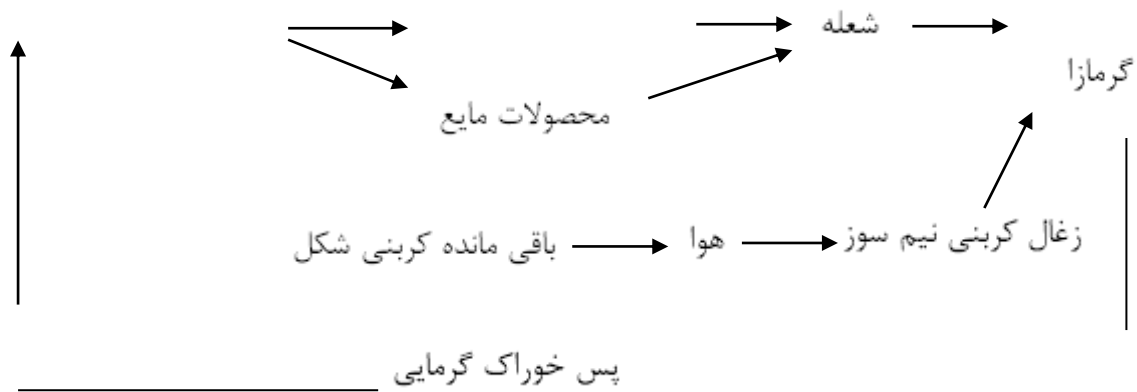 شعله
گرمازا
محصولات مایع
باقی مانده کربنی شکل
هوا
زغال کربنی نیم سوز
پس خوراک گرمایی